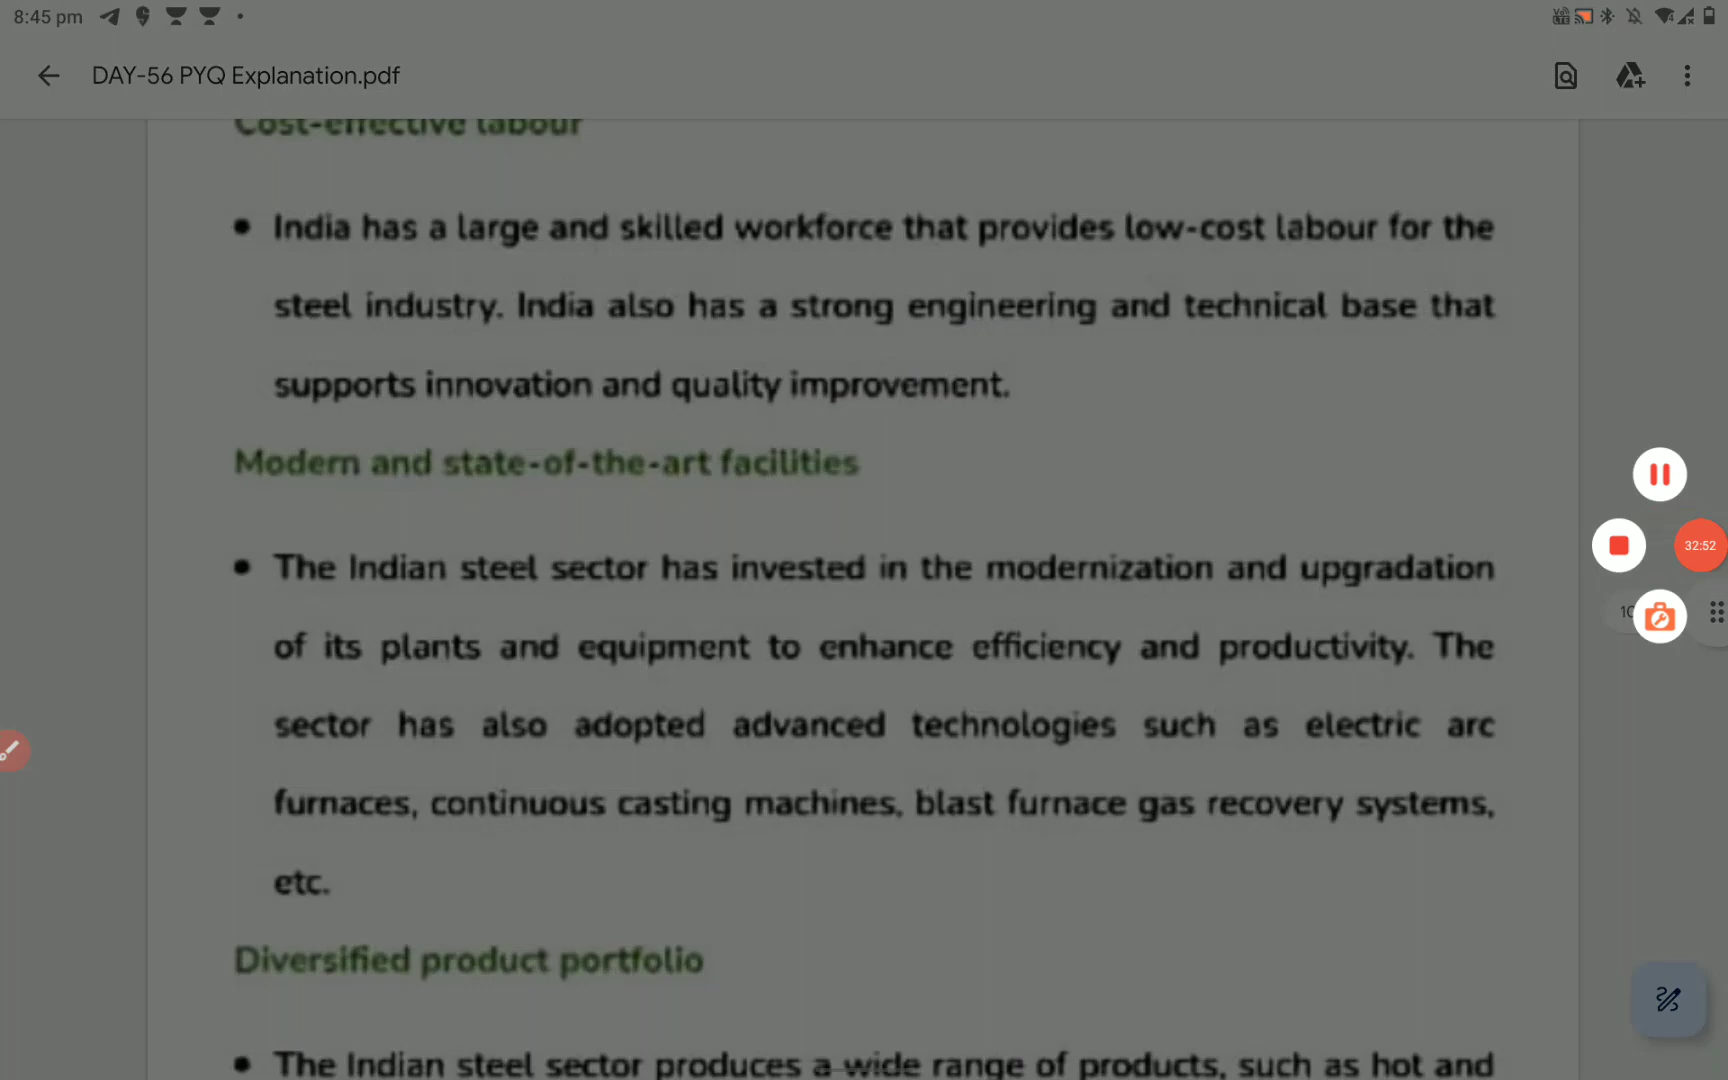 8:45 pm
DAY-56 PYQ Explanation.pdf
Cost-effective labour
• India has a large and skilled workforce that provides low-cost labour for the
steel industry. India also has a strong engineering and technical base that
supports innovation and quality improvement.
Modern and state-of-the-art facilities
32:52
• The Indian steel sector has invested in the modernization and upgradation
of its plants and equipment to enhance efficiency and productivity. The
sector has also adopted advanced technologies such as electric arc
furnaces, continuous casting machines, blast furnace gas recovery systems,
etc.
Diversified product portfolio
• The Indian steel sector produces a wide range of products, such as hot and